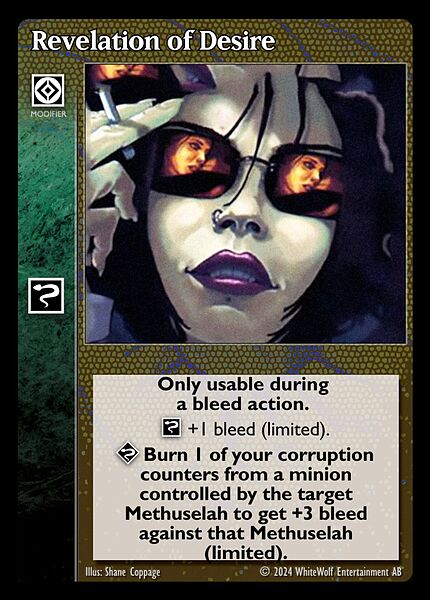 Revelation of Desire
MODIFIER
Only usable during
a bleed action.
+1 bleed (limited).
Burn 1 of your corruption
counters from a minion
controlled by the target
Methuselah to get +3 bleed
against that Methuselah
(limited).
Illus: Shane Coppage
© 2024 WhiteWolf Entertainment AB